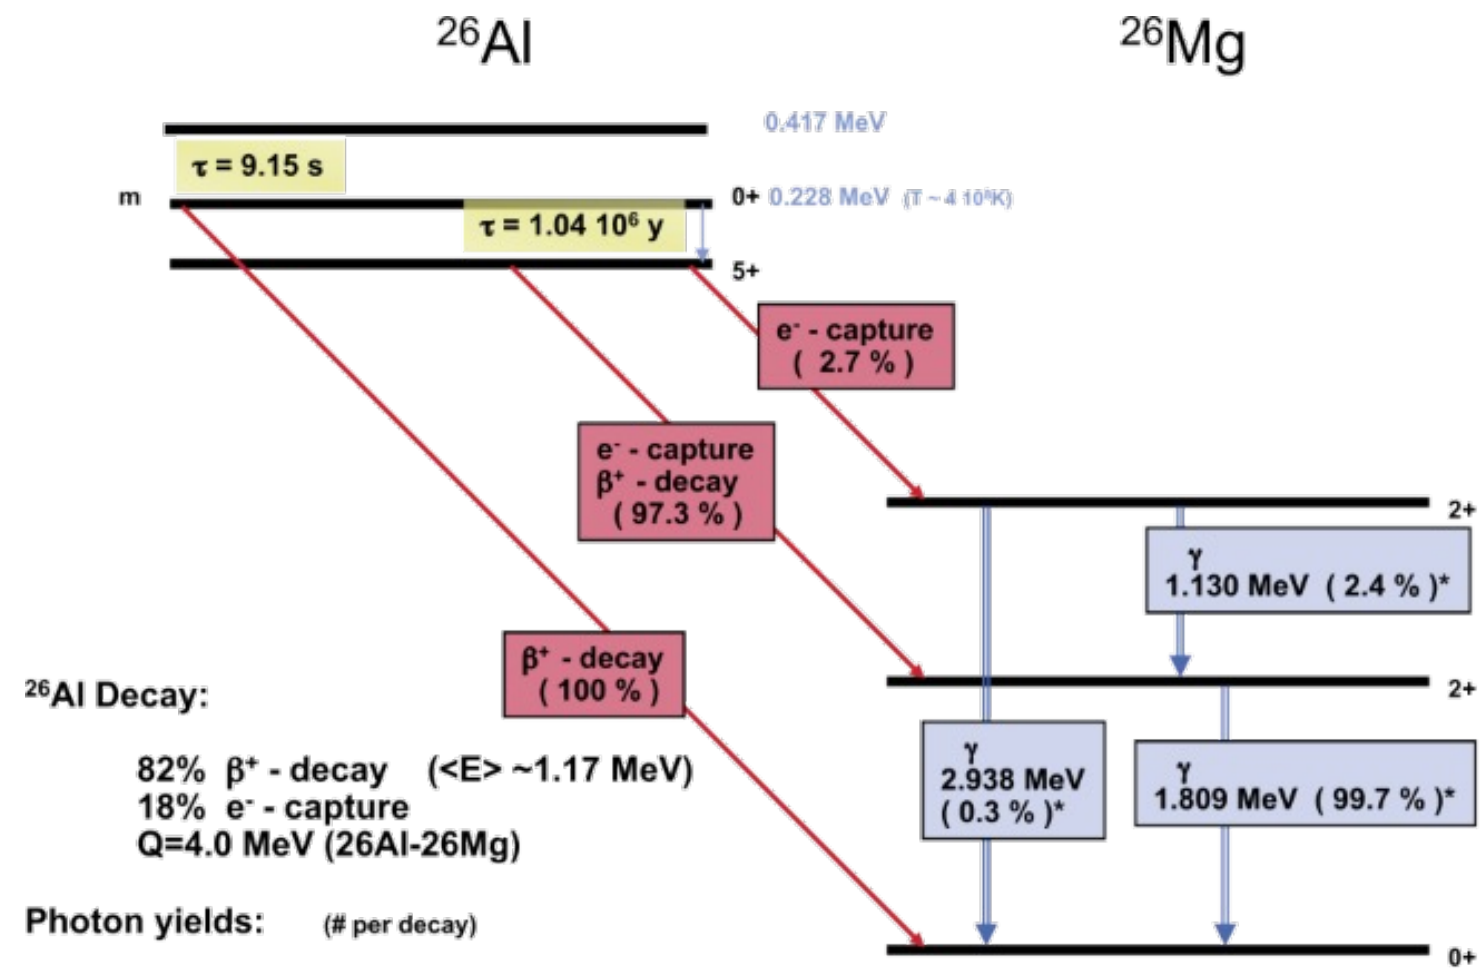 ²⁶Al
²⁶Mg
0.417 MeV
τ = 9.15 s
m
0+ 0.228 MeV (T ~ 4 10⁸K)
τ = 1.04 10⁶ y
5+
e⁻ - capture
( 2.7 % )
e⁻ - capture
β⁺ - decay
( 97.3 % )
2+
γ
1.130 MeV ( 2.4 % )*
β⁺ - decay
( 100 % )
2+
γ
2.938 MeV
( 0.3 % )*
γ
1.809 MeV ( 99.7 % )*
0+
²⁶Al Decay:
82% β⁺ - decay (<E> ~1.17 MeV)
18% e⁻ - capture
Q=4.0 MeV (26Al-26Mg)
Photon yields: (# per decay)